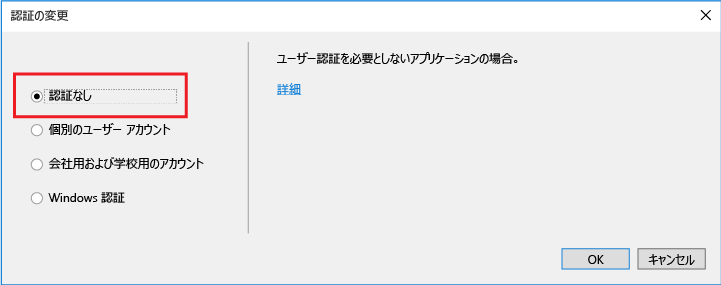 認証の変更
認証なし
個別のユーザー アカウント
会社用および学校用のアカウント
Windows 認証
ユーザー認証を必要としないアプリケーションの場合。
詳細
OK
キャンセル